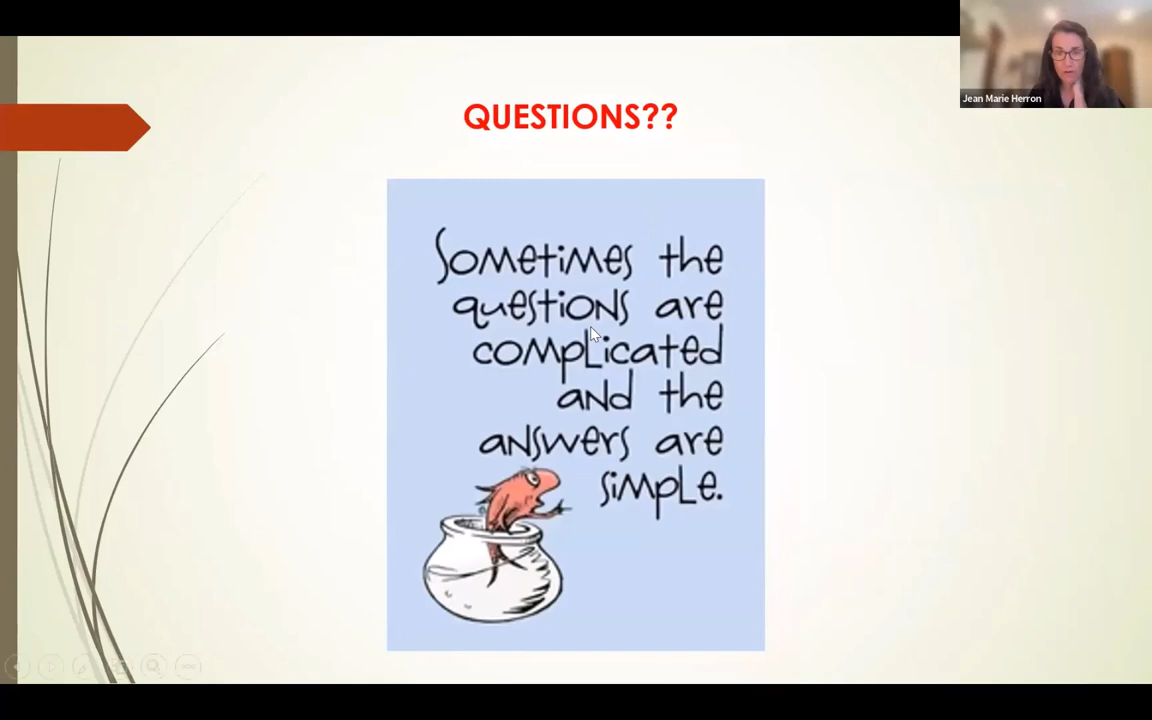 Jean Marie Herron
QUESTIONS??
Sometimes the
questions are
complicated
and the
answers are
simple.